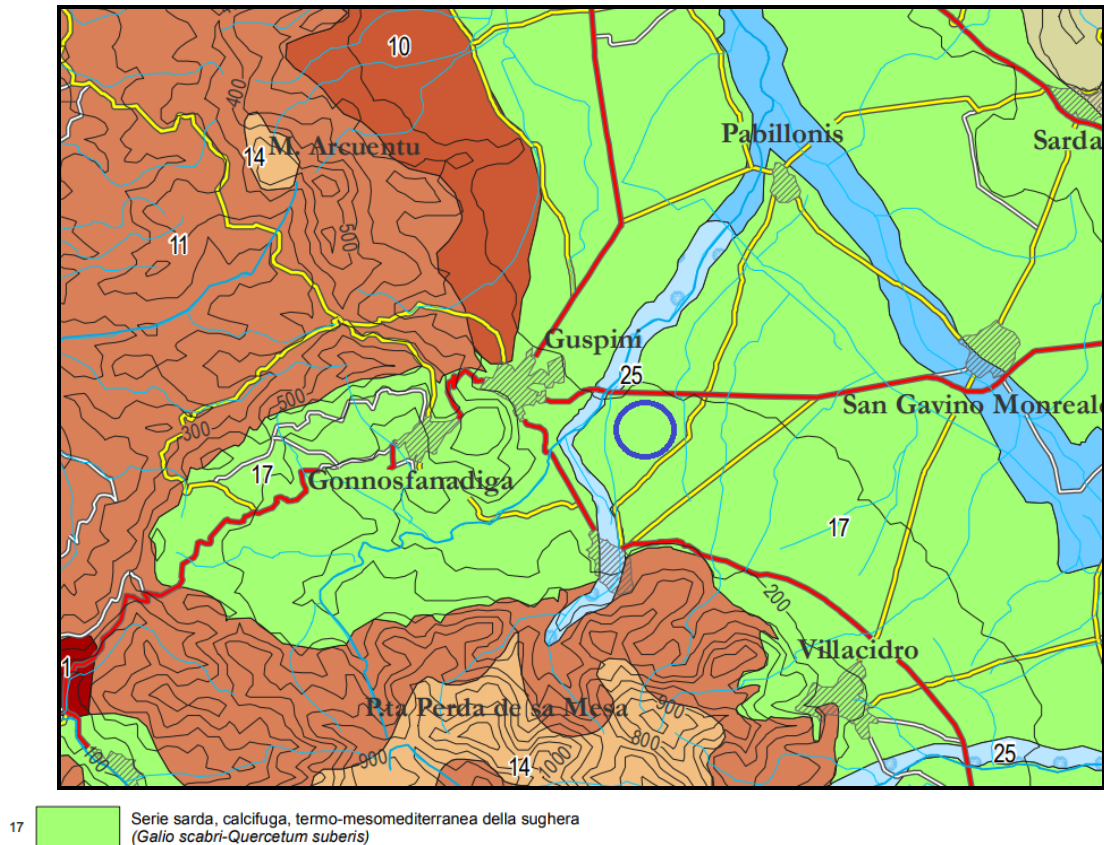 10
400
Pabillonis
Sarda
M. Arcuentu
14
500
11
Guspini
25
500
San Gavino Monreale
300
17
Gonnosfanadiga
17
200
Villacidro
1
P.ta Perda de sa Mesa
900
800
100
900
1000
14
25
17
Serie sarda, calcifuga, termo-mesomediterranea della sughera
(Galio scabri-Quercetum suberis)